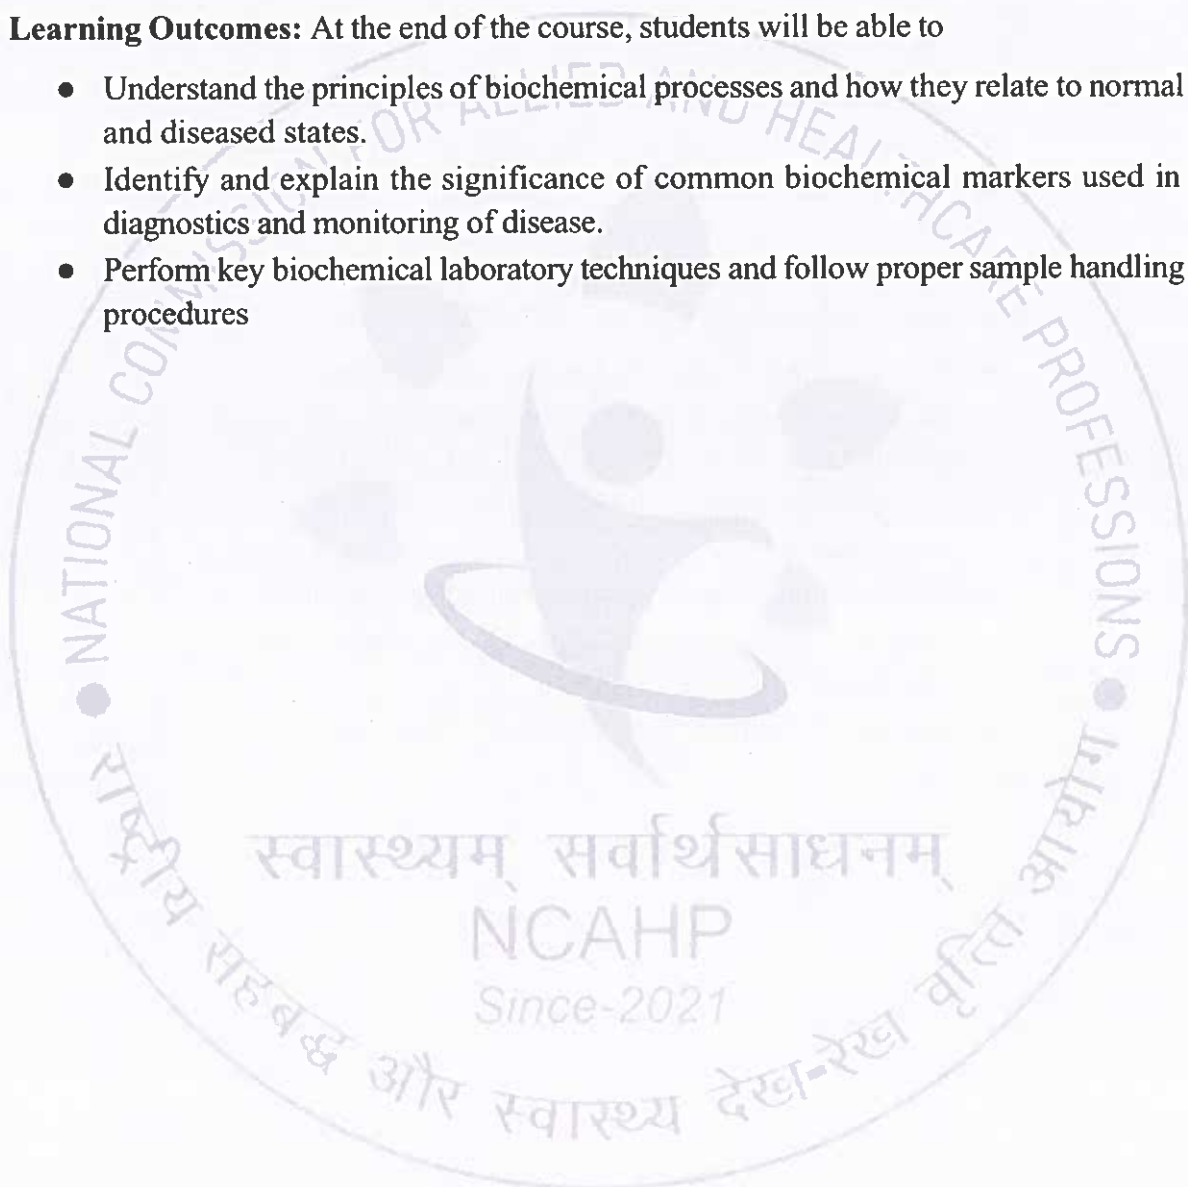 Learning Outcomes: At the end of the course, students will be able to
● Understand the principles of biochemical processes and how they relate to normal
and diseased states.
● Identify and explain the significance of common biochemical markers used in
diagnostics and monitoring of disease.
● Perform key biochemical laboratory techniques and follow proper sample handling
procedures
● NATIONAL COMMISSION FOR ALLIED AND HEALTHCARE PROFESSIONS ●
स्वास्थ्यम् सर्वार्थसाधनम्
NCAHP
Since-2021
राष्ट्रीय सहबद्ध और स्वास्थ्य देख-रेख वृत्ति आयोग